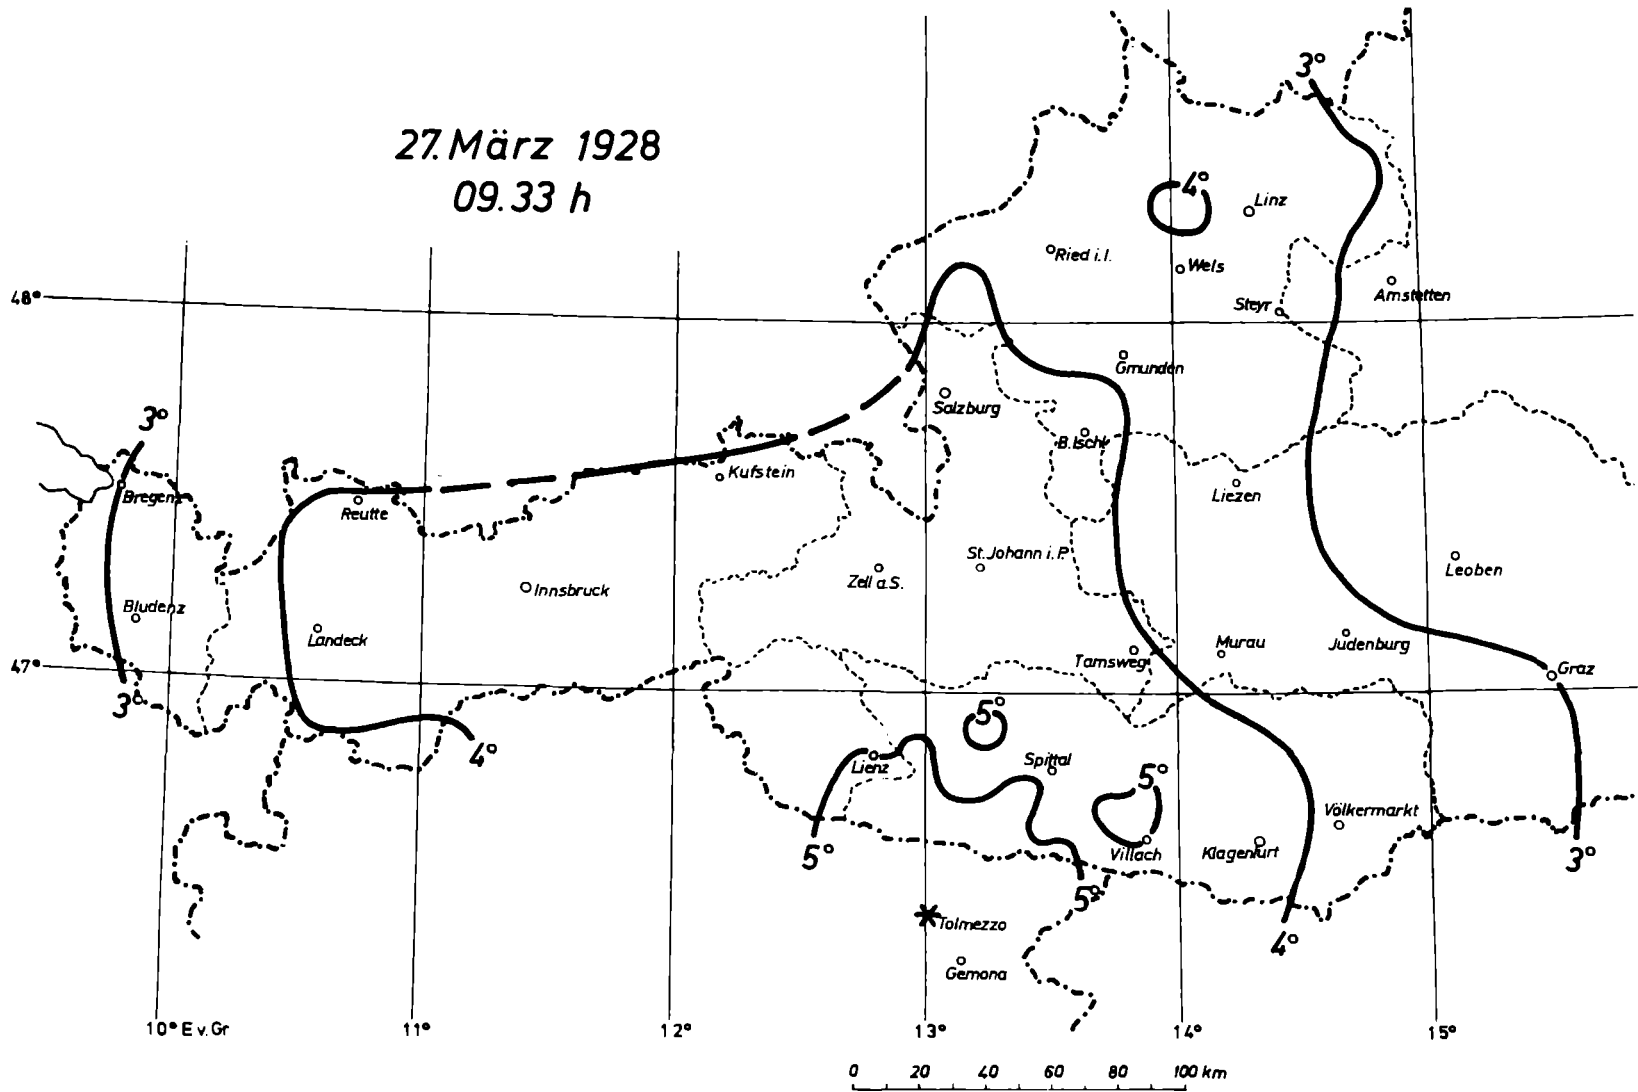 27. März 1928
09.33 h
3°
4°
Linz
Ried i.I.
Wels
48°
Steyr
Amstetten
Gmunden
Salzburg
3°
B.Ischl
Kufstein
Bregenz
Reutte
Liezen
St. Johann i. P.
Leoben
Zell a.S.
Innsbruck
Bludenz
Landeck
Murau
Judenburg
47°
Tamsweg
Graz
3°
5°
4°
Lienz
Spittal
5°
Völkermarkt
5°
Villach
Klagenfurt
3°
5°
Tolmezzo
4°
Gemona
10° E v. Gr
11°
12°
13°
14°
15°
0 20 40 60 80 100 km